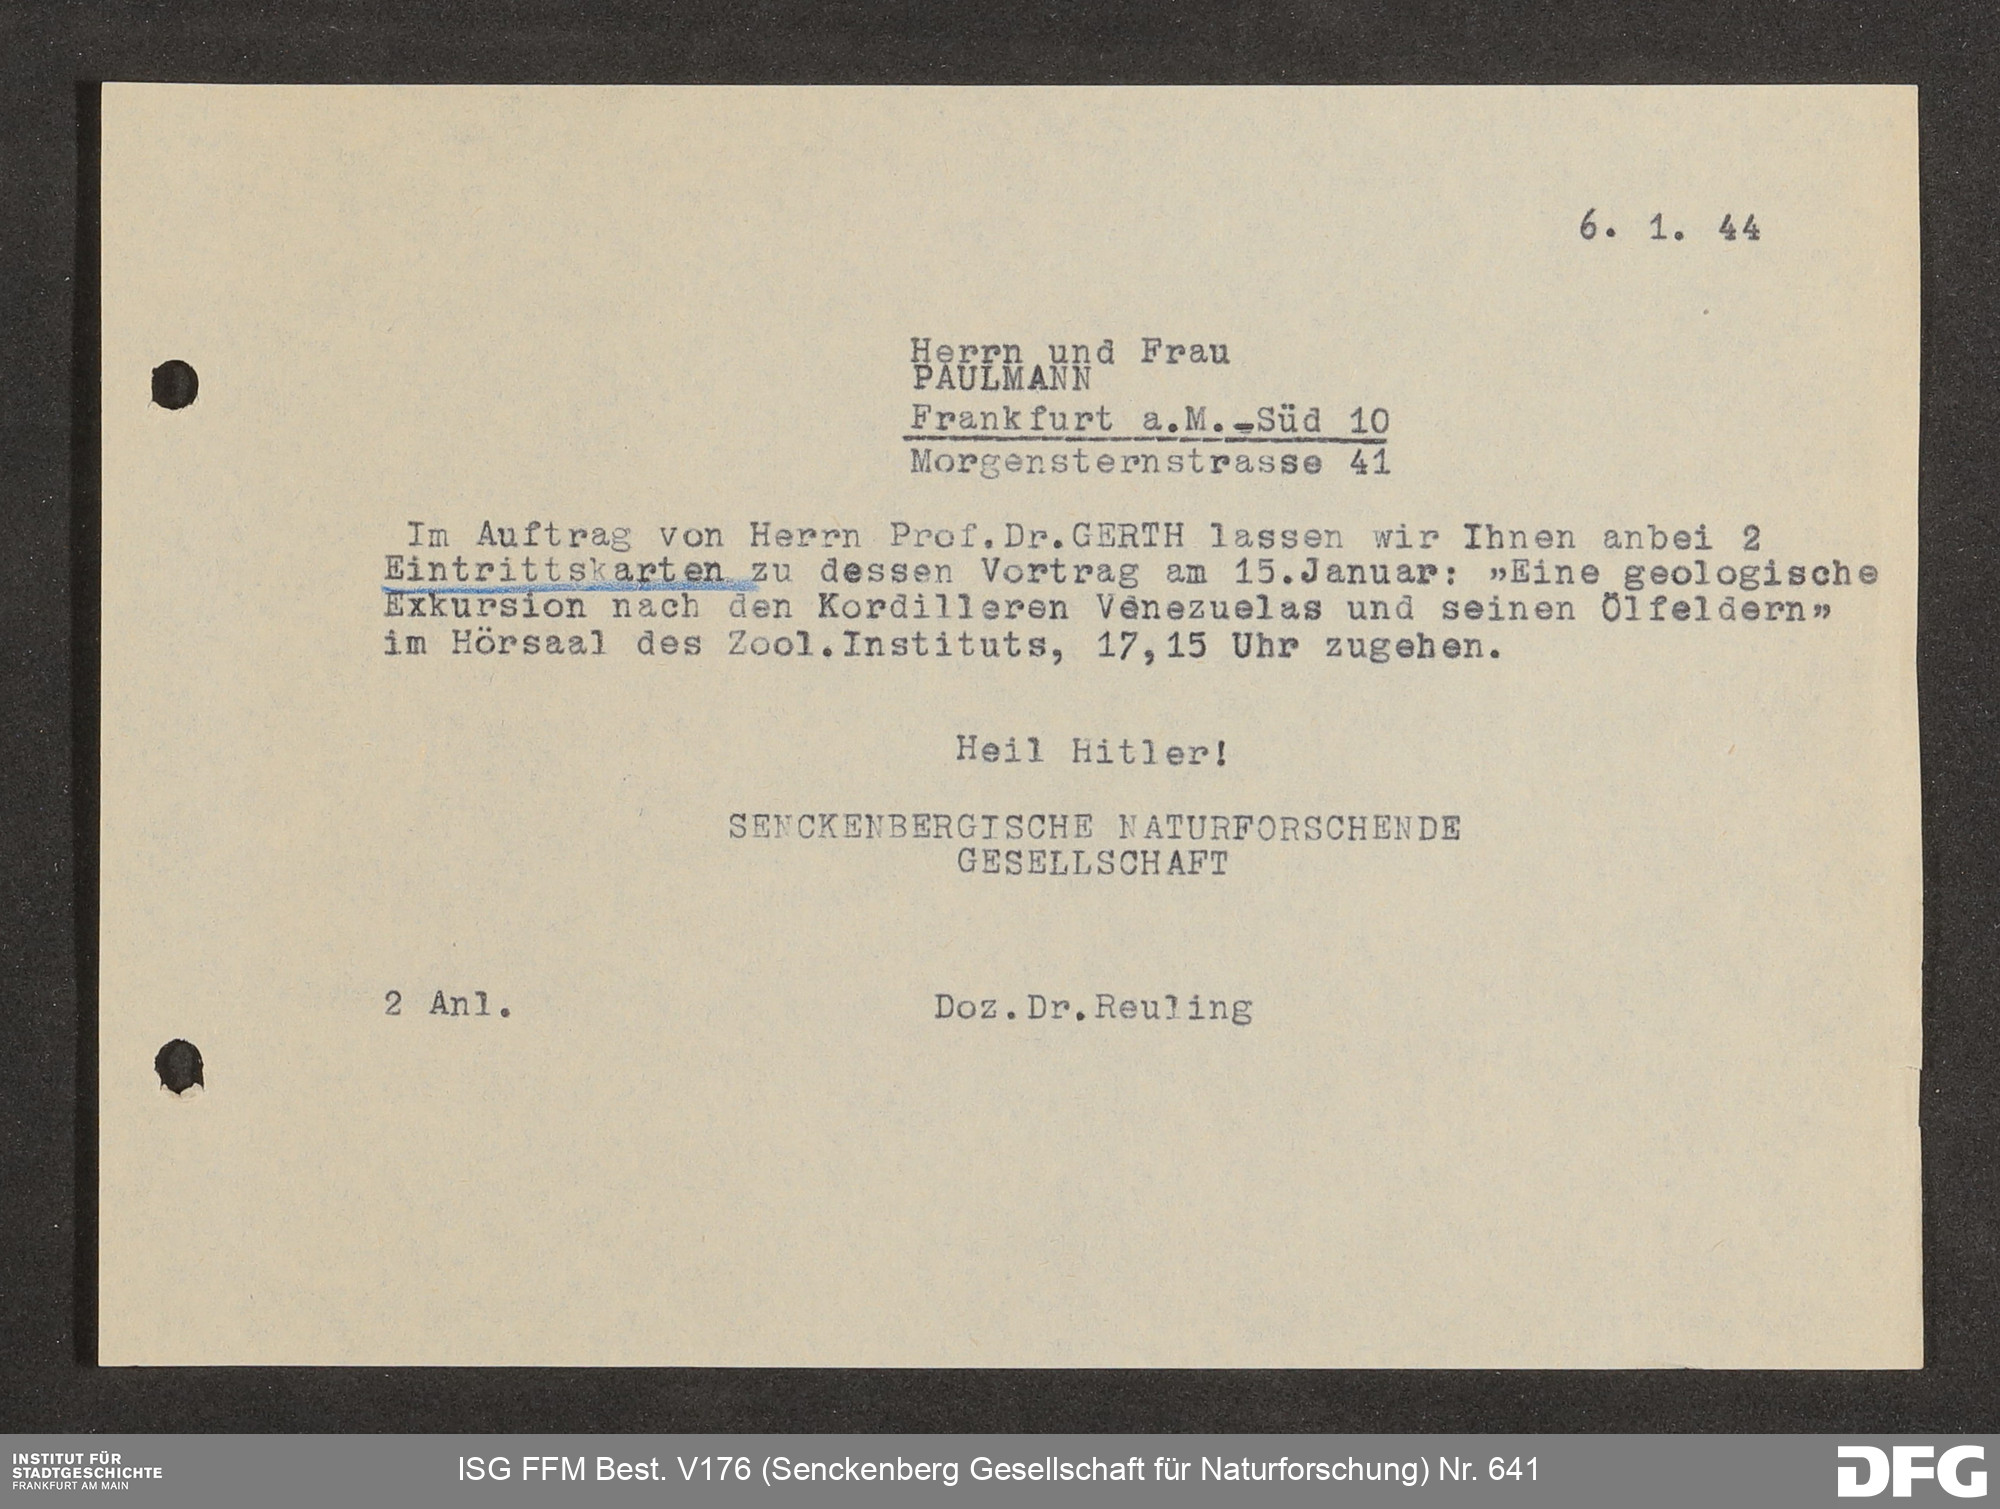 6. 1. 44
Herrn und Frau
PAULMANN
Frankfurt a.M.-Süd 10
Morgensternstrasse 41
Im Auftrag von Herrn Prof.Dr.GERTH lassen wir Ihnen anbei 2
Eintrittskarten zu dessen Vortrag am 15.Januar: »Eine geologische
Exkursion nach den Kordilleren Venezuelas und seinen Ölfeldern»
im Hörsaal des Zool.Instituts, 17,15 Uhr zugehen.
Heil Hitler!
SENCKENBERGISCHE NATURFORSCHENDE
GESELLSCHAFT
2 Anl.
Doz.Dr.Reuling
INSTITUT FÜR
STADTGESCHICHTE
FRANKFURT AM MAIN
ISG FFM Best. V176 (Senckenberg Gesellschaft für Naturforschung) Nr. 641
DFG